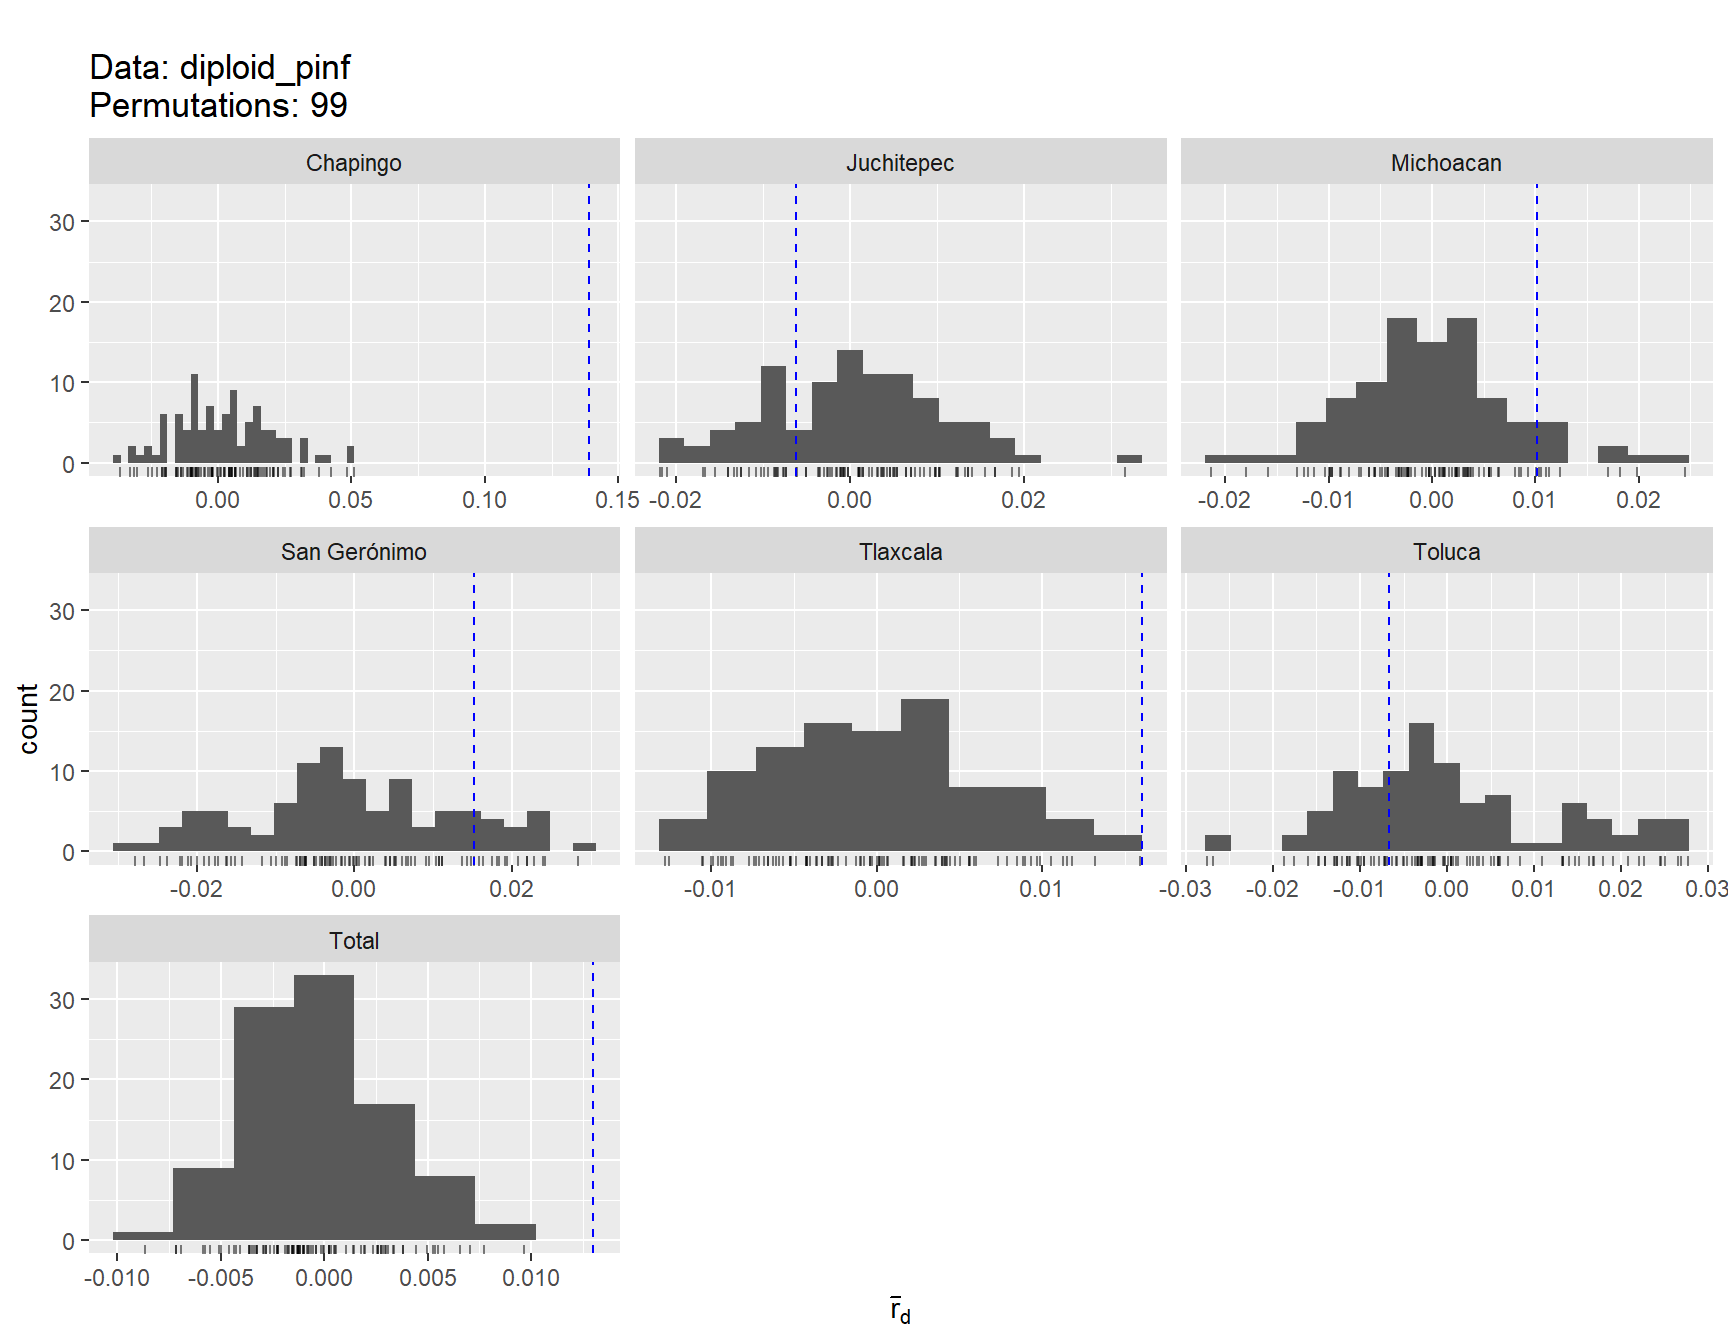 Data: diploid_pinf
Permutations: 99
Chapingo
Juchitepec
Michoacan
30
20
10
0
0.00 0.05 0.10 0.15
-0.02 0.00 0.02
-0.02 -0.01 0.00 0.01 0.02
San Gerónimo
Tlaxcala
Toluca
30
20
10
0
-0.02 0.00 0.02
-0.01 0.00 0.01
-0.03 -0.02 -0.01 0.00 0.01 0.02 0.03
count
Total
30
20
10
0
-0.010 -0.005 0.000 0.005 0.010
r̄d